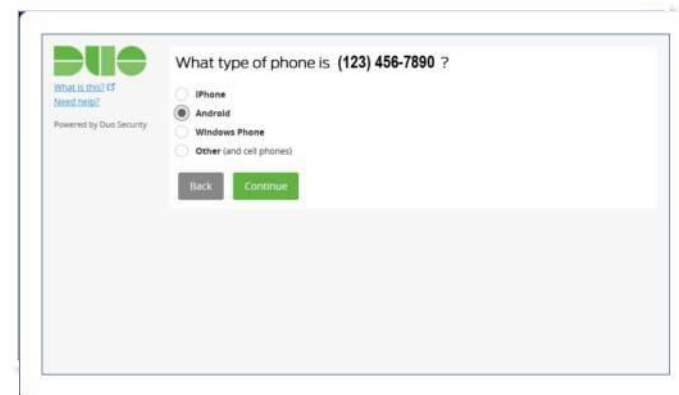 DUO
What is this?
Need help?
Powered by Duo Security
What type of phone is (123) 456-7890 ?
iPhone
Android
Windows Phone
Other (and cell phones)
Back
Continue